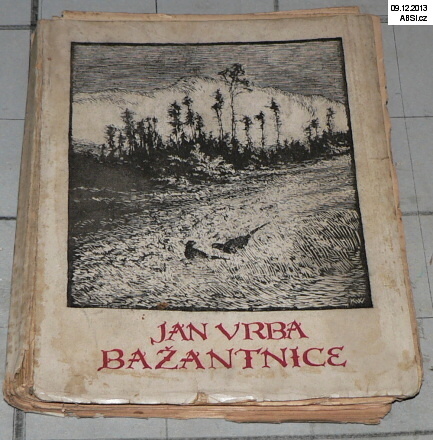 09.12.2013
ABSI.cz
JAN VRBA
BAŽANTNICE